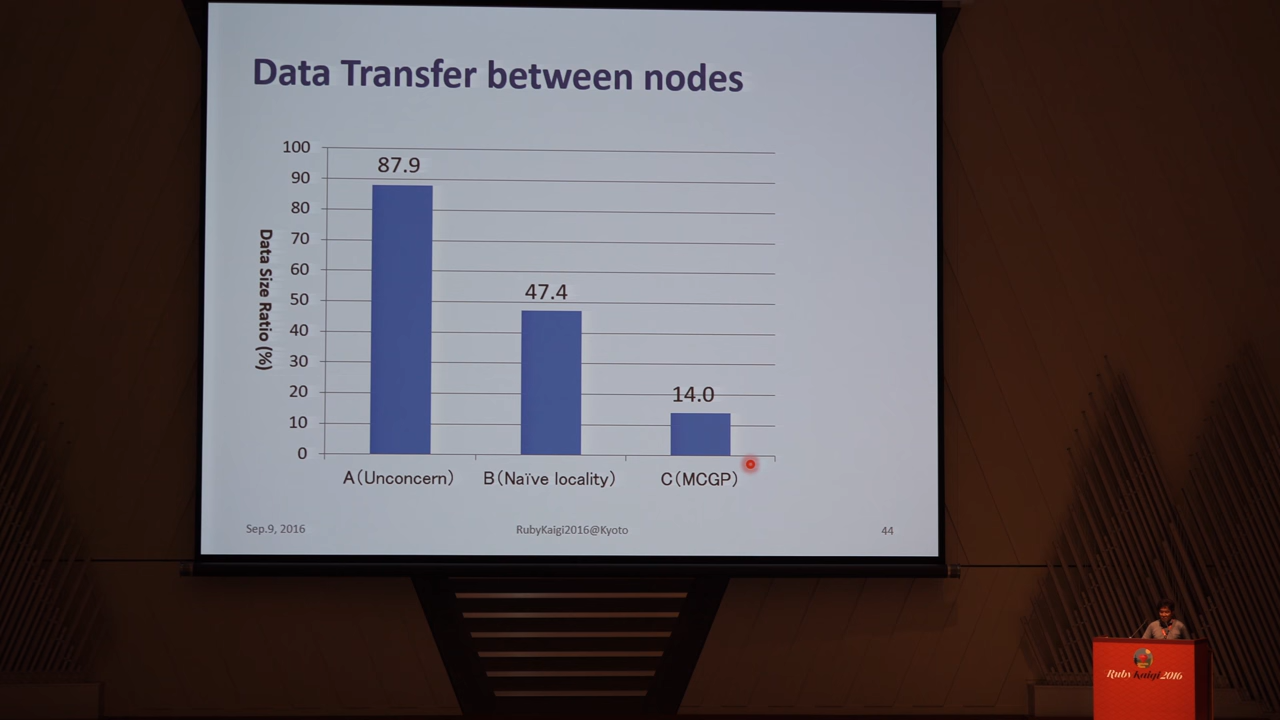 Data Transfer between nodes
100
90
80
70
60
50
40
30
20
10
0
Data Size Ratio (%)
87.9
47.4
14.0
A(Unconcern)
B(Naïve locality)
C(MCGP)
Sep.9, 2016
RubyKaigi2016@Kyoto
44
RubyKaigi2016